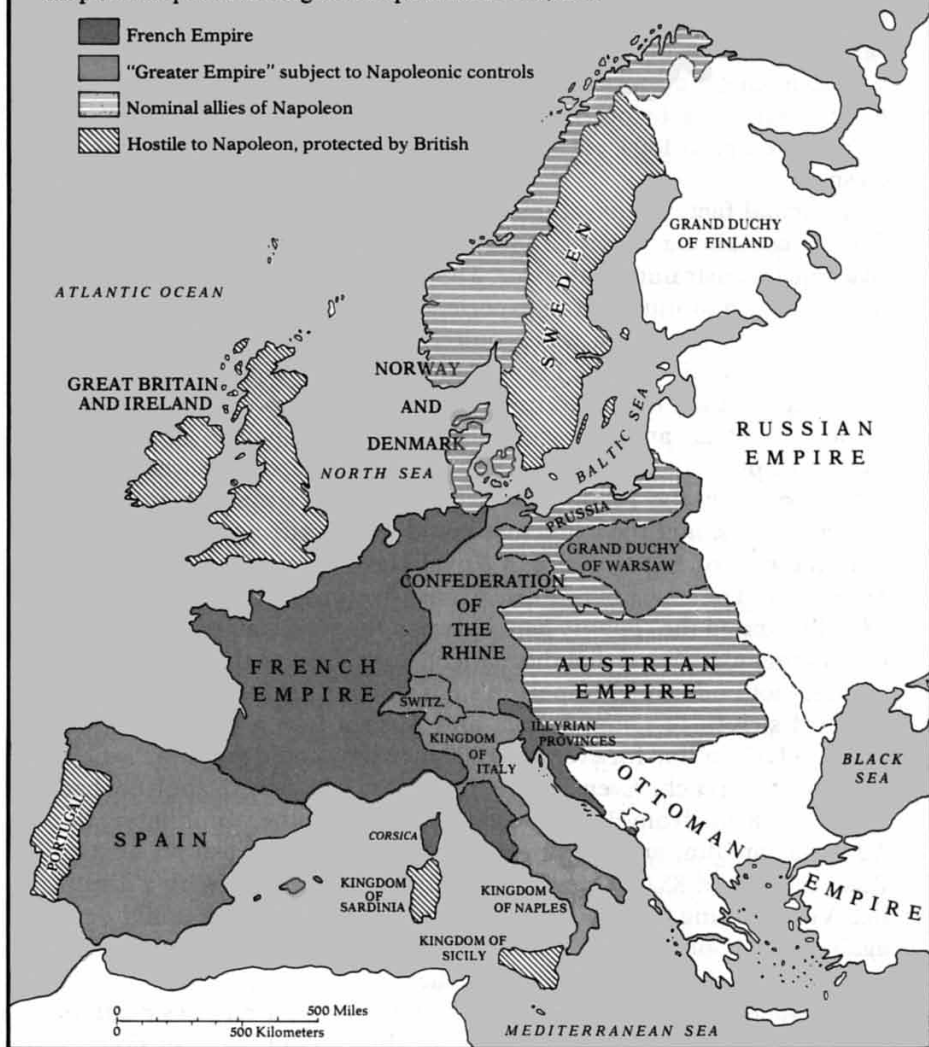 French Empire
"Greater Empire" subject to Napoleonic controls
Nominal allies of Napoleon
Hostile to Napoleon, protected by British
GRAND DUCHY
OF FINLAND
ATLANTIC OCEAN
SWEDEN
NORWAY
AND
DENMARK
GREAT BRITAIN
AND IRELAND
NORTH SEA
BALTIC SEA
RUSSIAN
EMPIRE
PRUSSIA
GRAND DUCHY
OF WARSAW
CONFEDERATION
OF
THE
RHINE
FRENCH
EMPIRE
AUSTRIAN
EMPIRE
SWITZ.
ILLYRIAN
PROVINCES
KINGDOM
OF
ITALY
BLACK
SEA
OTTOMAN
EMPIRE
PORTUGAL
SPAIN
CORSICA
KINGDOM
OF
SARDINIA
KINGDOM
OF NAPLES
KINGDOM OF
SICILY
0 500 Miles
0 500 Kilometers
MEDITERRANEAN SEA